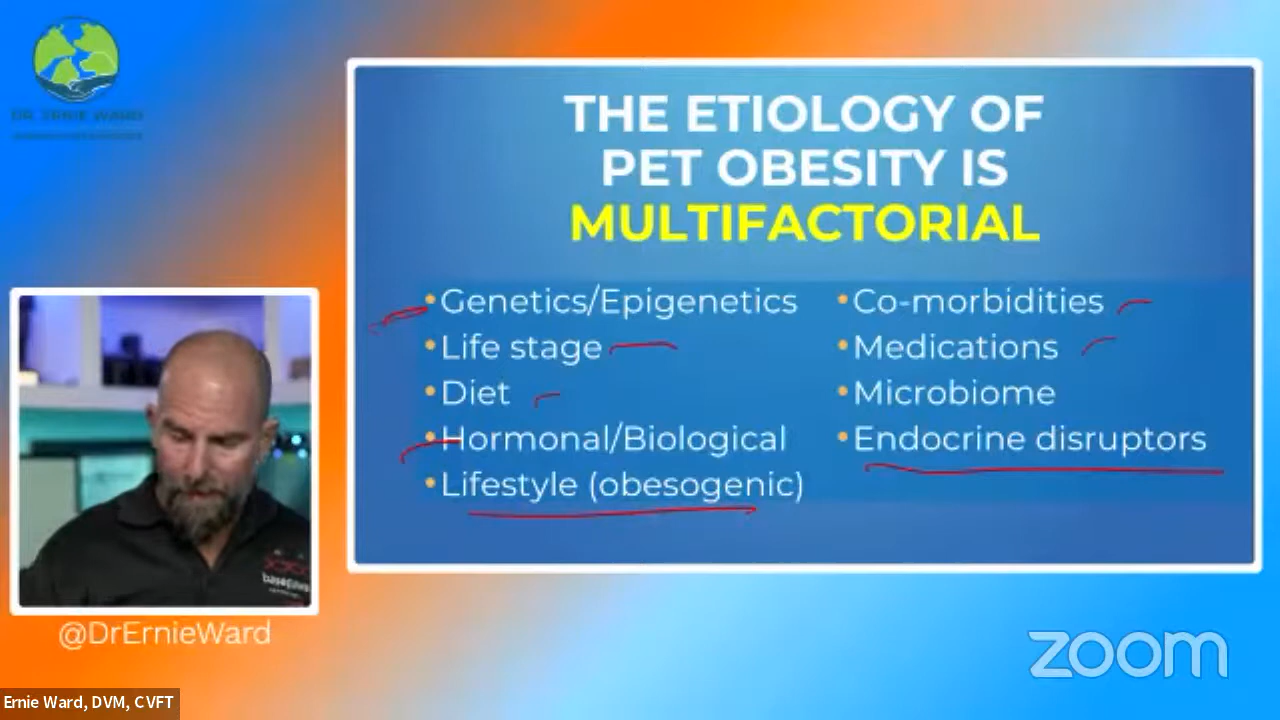 DR. ERNIE WARD
THE ETIOLOGY OF
PET OBESITY IS
MULTIFACTORIAL
•Genetics/Epigenetics
•Life stage
•Diet
•Hormonal/Biological
•Lifestyle (obesogenic)
•Co-morbidities
•Medications
•Microbiome
•Endocrine disruptors
@DrErnieWard
zoom
Ernie Ward, DVM, CVFT